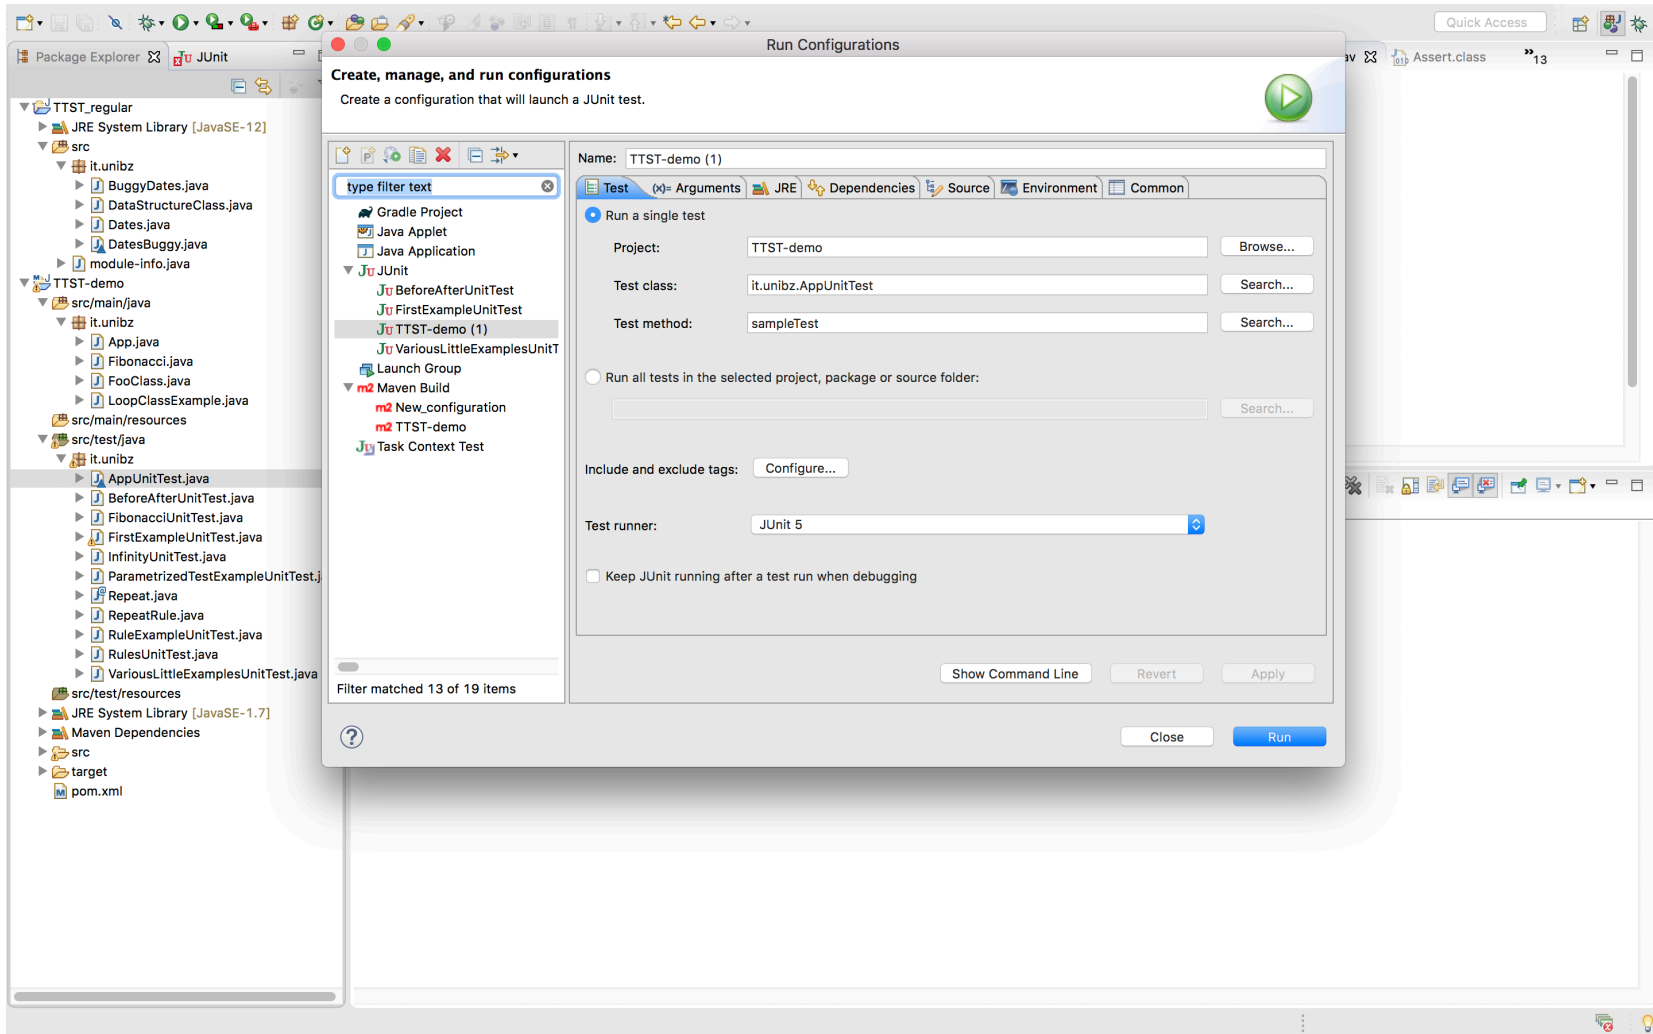 Quick Access
Package Explorer
JUnit
Run Configurations
av
Assert.class
»13
Create, manage, and run configurations
Create a configuration that will launch a JUnit test.
TTST_regular
JRE System Library [JavaSE-12]
src
it.unibz
BuggyDates.java
DataStructureClass.java
Dates.java
DatesBuggy.java
module-info.java
TTST-demo
src/main/java
it.unibz
App.java
Fibonacci.java
FooClass.java
LoopClassExample.java
src/main/resources
src/test/java
it.unibz
AppUnitTest.java
BeforeAfterUnitTest.java
FibonacciUnitTest.java
FirstExampleUnitTest.java
InfinityUnitTest.java
ParametrizedTestExampleUnitTest.j
Repeat.java
RepeatRule.java
RuleExampleUnitTest.java
RulesUnitTest.java
VariousLittleExamplesUnitTest.java
src/test/resources
JRE System Library [JavaSE-1.7]
Maven Dependencies
src
target
pom.xml
type filter text
Gradle Project
Java Applet
Java Application
JUnit
BeforeAfterUnitTest
FirstExampleUnitTest
TTST-demo (1)
VariousLittleExamplesUnitT
Launch Group
m2 Maven Build
m2 New_configuration
m2 TTST-demo
Task Context Test
Filter matched 13 of 19 items
Name: TTST-demo (1)
Test (x)= Arguments JRE Dependencies Source Environment Common
Run a single test
Project: TTST-demo Browse...
Test class: it.unibz.AppUnitTest Search...
Test method: sampleTest Search...
Run all tests in the selected project, package or source folder:
Search...
Include and exclude tags: Configure...
Test runner: JUnit 5
Keep JUnit running after a test run when debugging
Show Command Line Revert Apply
? Close Run